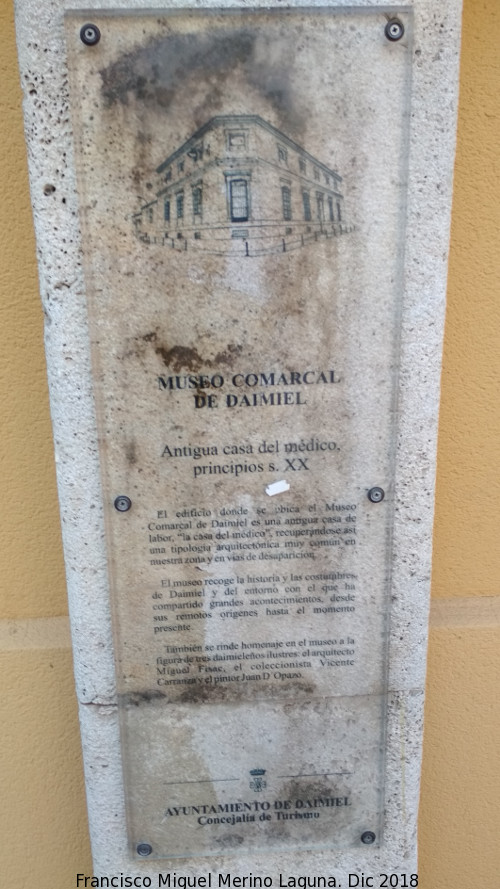 MUSEO COMARCAL
DE DAIMIEL
Antigua casa del médico,
principios s. XX
El edificio donde se ubica el Museo
Comarcal de Daimiel es una antigua casa de
labor, "la casa del médico", recuperándose así
una tipología arquitectónica muy común en
nuestra zona y en vías de desaparición.
El museo recoge la historia y las costumbres
de Daimiel y del entorno con el que ha
compartido grandes acontecimientos, desde
sus remotos orígenes hasta el momento
presente.
También se rinde homenaje en el museo a la
figura de tres daimieleños ilustres: el arquitecto
Miguel Fisac, el coleccionista Vicente
Carranza y el pintor Juan D´Opazo.
AYUNTAMIENTO DE DAIMIEL
Concejalía de Turismo
Francisco Miguel Merino Laguna. Dic 2018